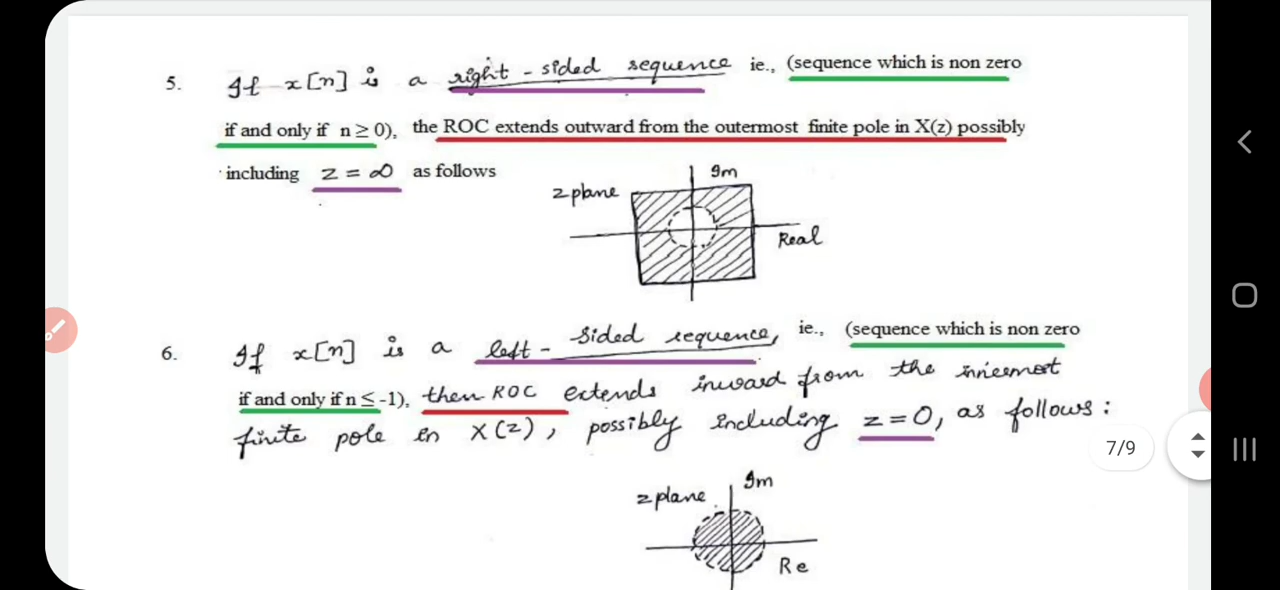 5. If x[n] is a right-sided sequence ie., (sequence which is non zero
if and only if n ≥ 0), the ROC extends outward from the outermost finite pole in X(z) possibly
including z = ∞ as follows
z plane
Im
Real
6. If x[n] is a left-sided sequence, ie., (sequence which is non zero
if and only if n ≤ -1), then ROC extends inward from the innermost
finite pole in X(z), possibly including z=0, as follows:
7/9
z plane
Im
Re